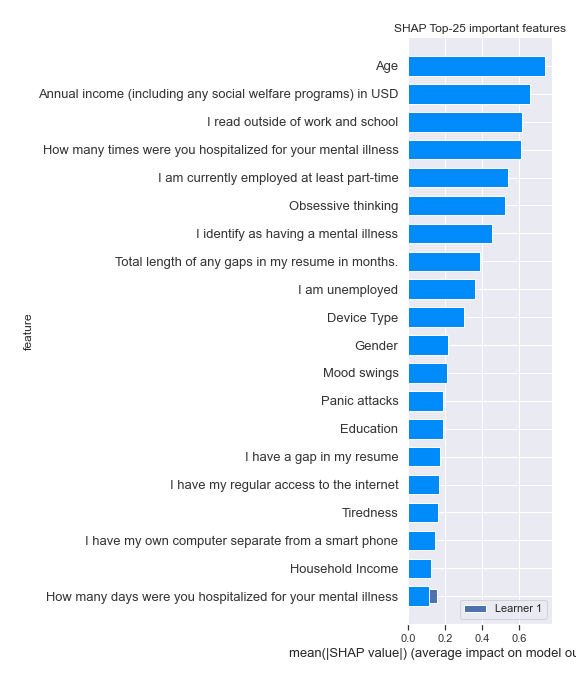 SHAP Top-25 important features
Age
Annual income (including any social welfare programs) in USD
I read outside of work and school
How many times were you hospitalized for your mental illness
I am currently employed at least part-time
Obsessive thinking
I identify as having a mental illness
Total length of any gaps in my resume in months.
I am unemployed
Device Type
Gender
Mood swings
Panic attacks
Education
I have a gap in my resume
I have my regular access to the internet
Tiredness
I have my own computer separate from a smart phone
Household Income
How many days were you hospitalized for your mental illness
feature
Learner 1
0.0 0.2 0.4 0.6
mean(|SHAP value|) (average impact on model ou